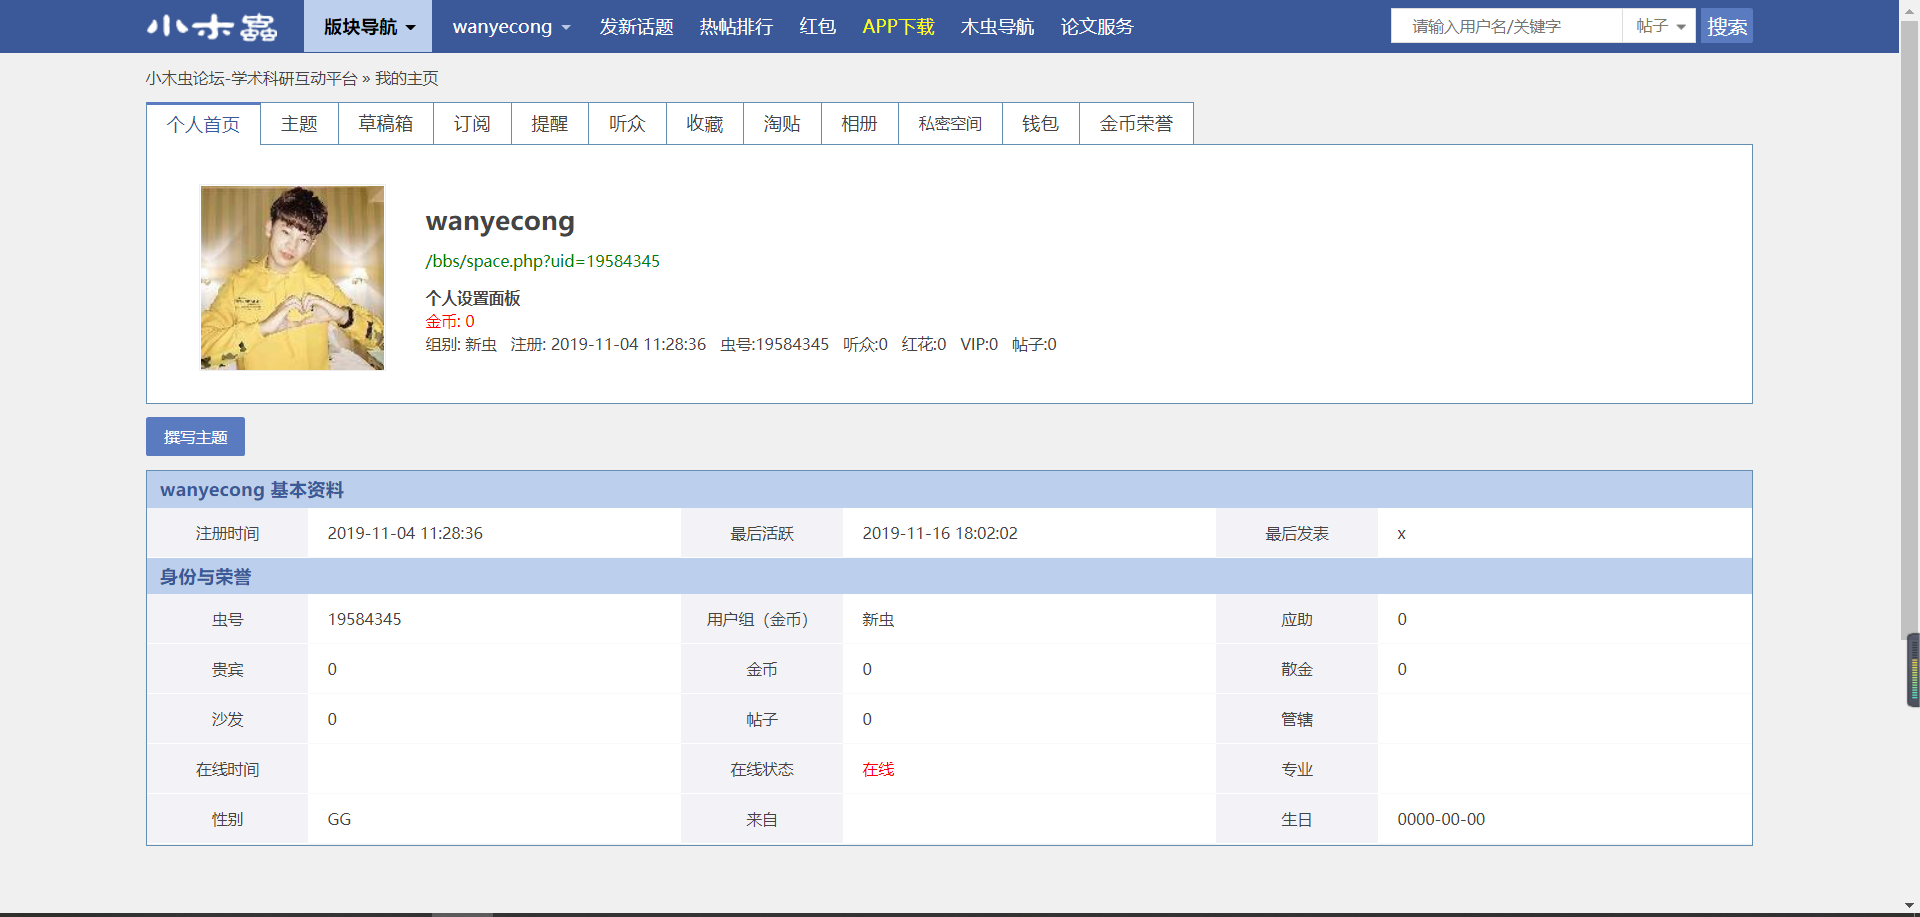 小木蟲 版块导航 wanyecong 发新话题 热帖排行 红包 APP下载 木虫导航 论文服务 请输入用户名/关键字 帖子 搜索
小木虫论坛-学术科研互动平台 » 我的主页
个人首页 主题 草稿箱 订阅 提醒 听众 收藏 淘贴 相册 私密空间 钱包 金币荣誉
wanyecong
/bbs/space.php?uid=19584345
个人设置面板
金币: 0
组别: 新虫 注册: 2019-11-04 11:28:36 虫号:19584345 听众:0 红花:0 VIP:0 帖子:0
撰写主题
wanyecong 基本资料
注册时间 2019-11-04 11:28:36 最后活跃 2019-11-16 18:02:02 最后发表 x
身份与荣誉
虫号 19584345 用户组（金币） 新虫 应助 0
贵宾 0 金币 0 散金 0
沙发 0 帖子 0 管辖
在线时间 在线状态 在线 专业
性别 GG 来自 生日 0000-00-00